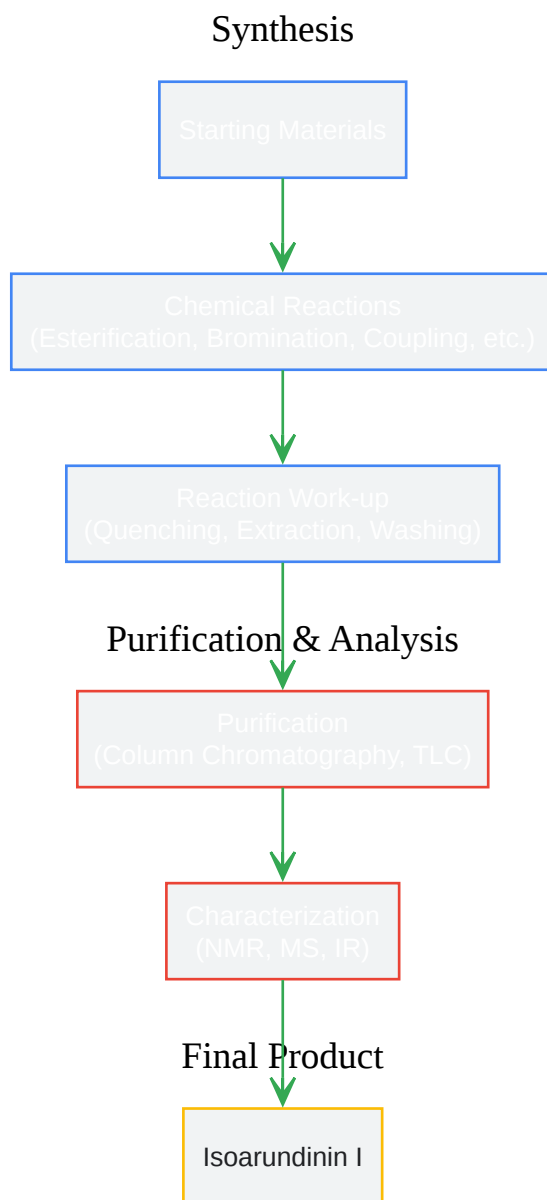 Synthesis
Starting Materials
Chemical Reactions
(Esterification, Bromination, Coupling, etc.)
Reaction Work-up
(Quenching, Extraction, Washing)
Purification & Analysis
Purification
(Column Chromatography, TLC)
Characterization
(NMR, MS, IR)
Final Product
Isoarundinin I